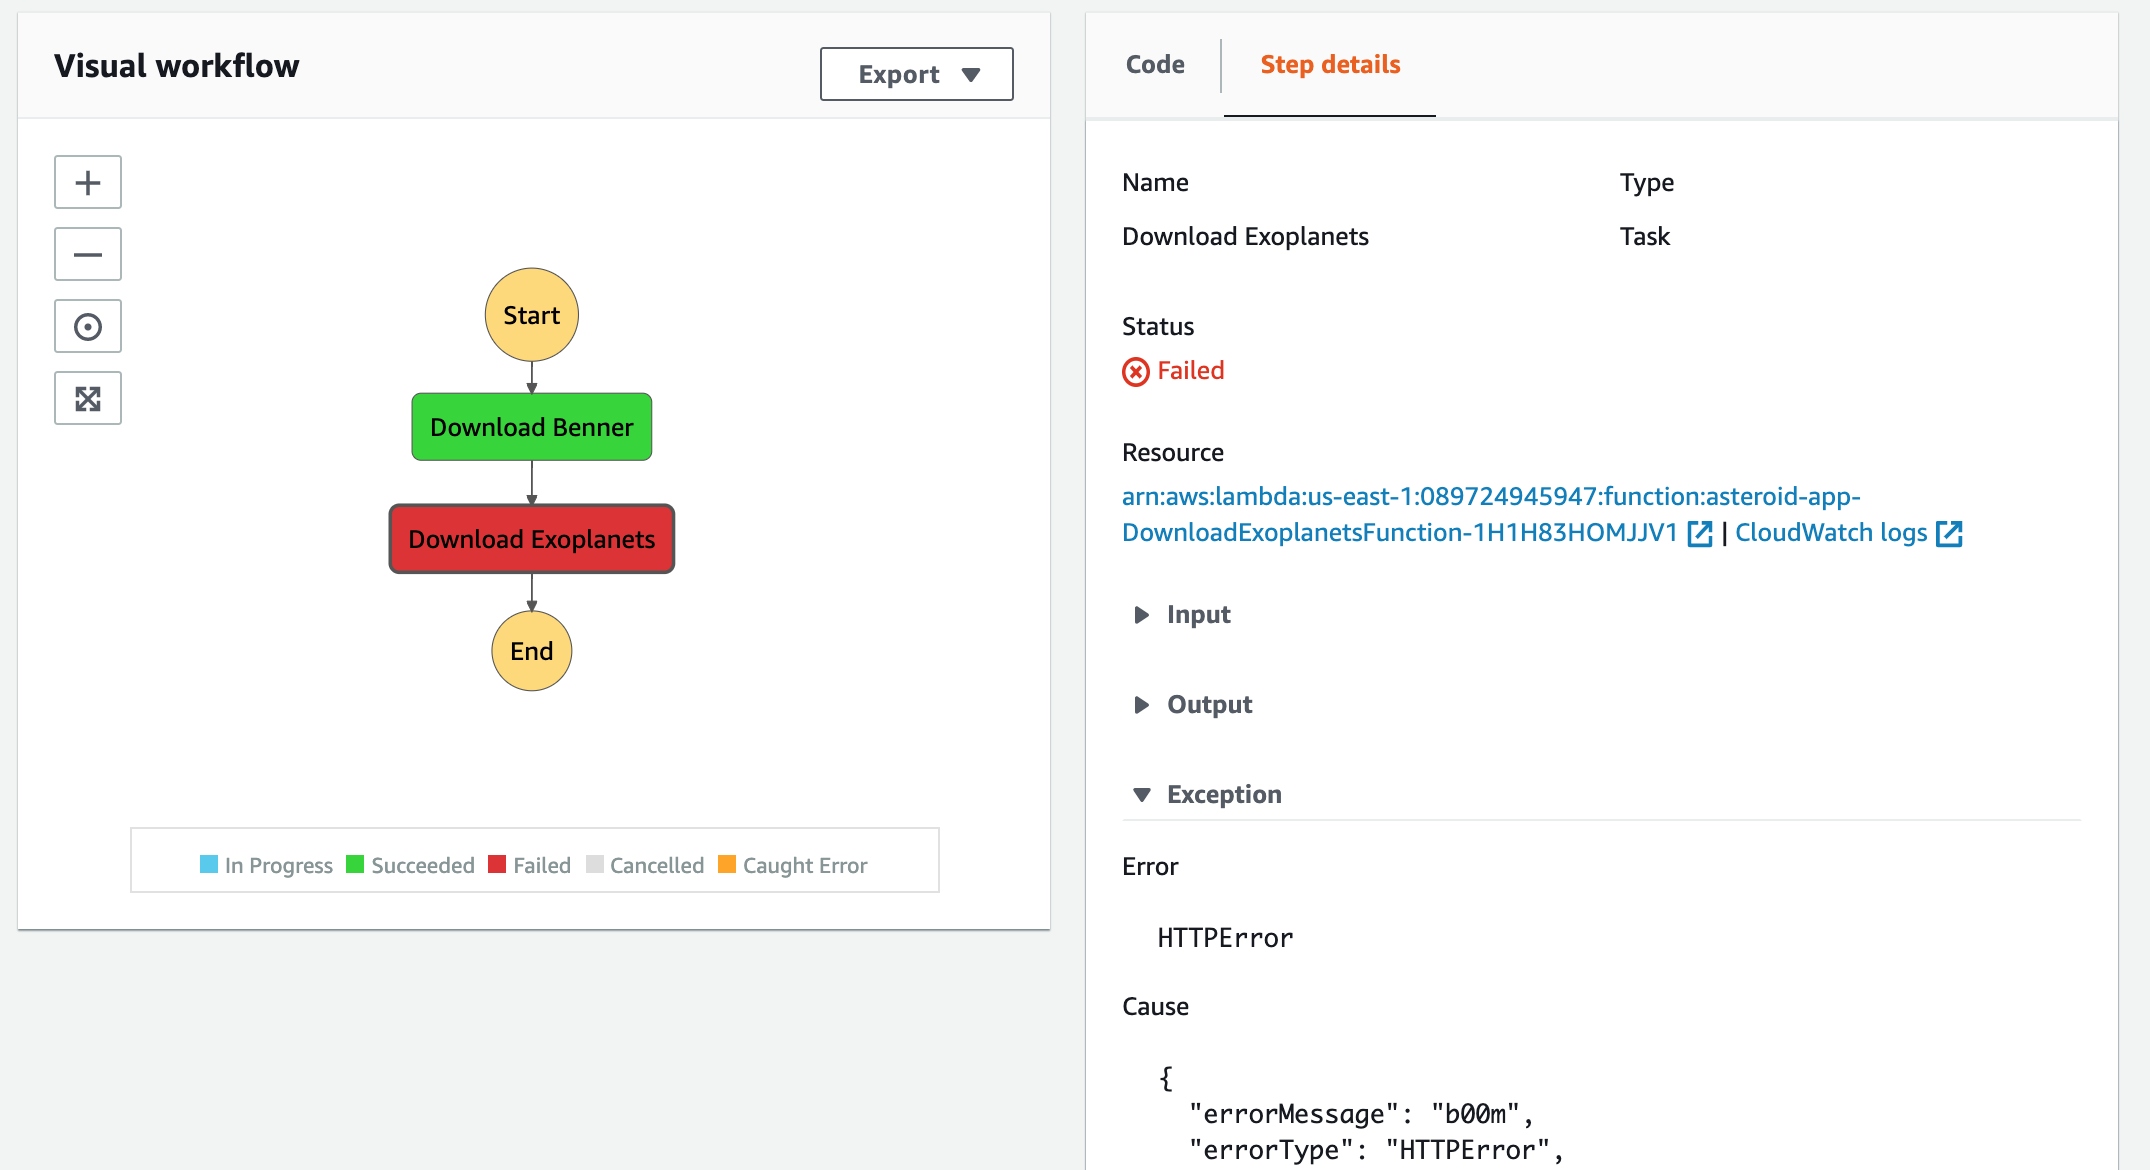 Visual workflow
Export
Start
Download Benner
Download Exoplanets
End
In Progress Succeeded Failed Cancelled Caught Error
Code Step details
Name Type
Download Exoplanets Task
Status
Failed
Resource
arn:aws:lambda:us-east-1:089724945947:function:asteroid-app-
DownloadExoplanetsFunction-1H1H83HOMJJV1 | CloudWatch logs
Input
Output
Exception
Error
HTTPError
Cause
{
"errorMessage": "b00m",
"errorType": "HTTPError",